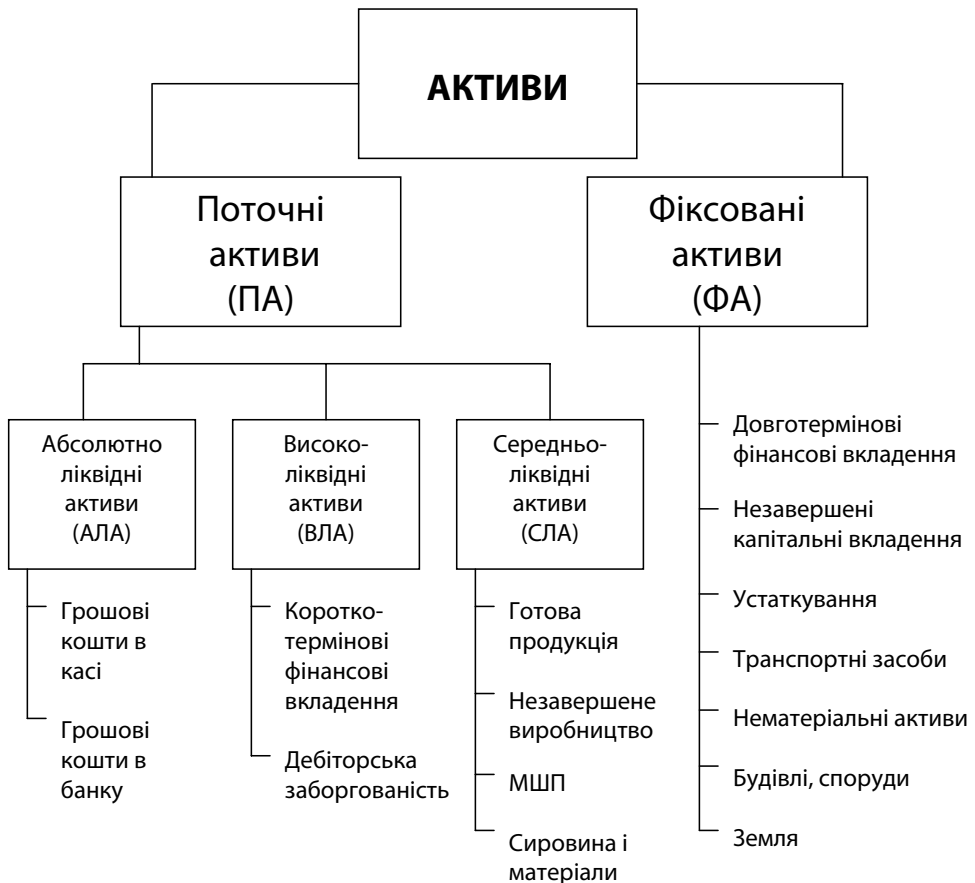 АКТИВИ
Поточні
активи
(ПА)
Фіксовані
активи
(ФА)
Абсолютно
ліквідні
активи
(АЛА)
Високо-
ліквідні
активи
(ВЛА)
Середньо-
ліквідні
активи
(СЛА)
Грошові
кошти в
касі
Грошові
кошти в
банку
Коротко-
термінові
фінансові
вкладення
Дебіторська
заборгованість
Готова
продукція
Незавершене
виробництво
МШП
Сировина і
матеріали
Довготермінові
фінансові вкладення
Незавершені
капітальні вкладення
Устаткування
Транспортні засоби
Нематеріальні активи
Будівлі, споруди
Земля